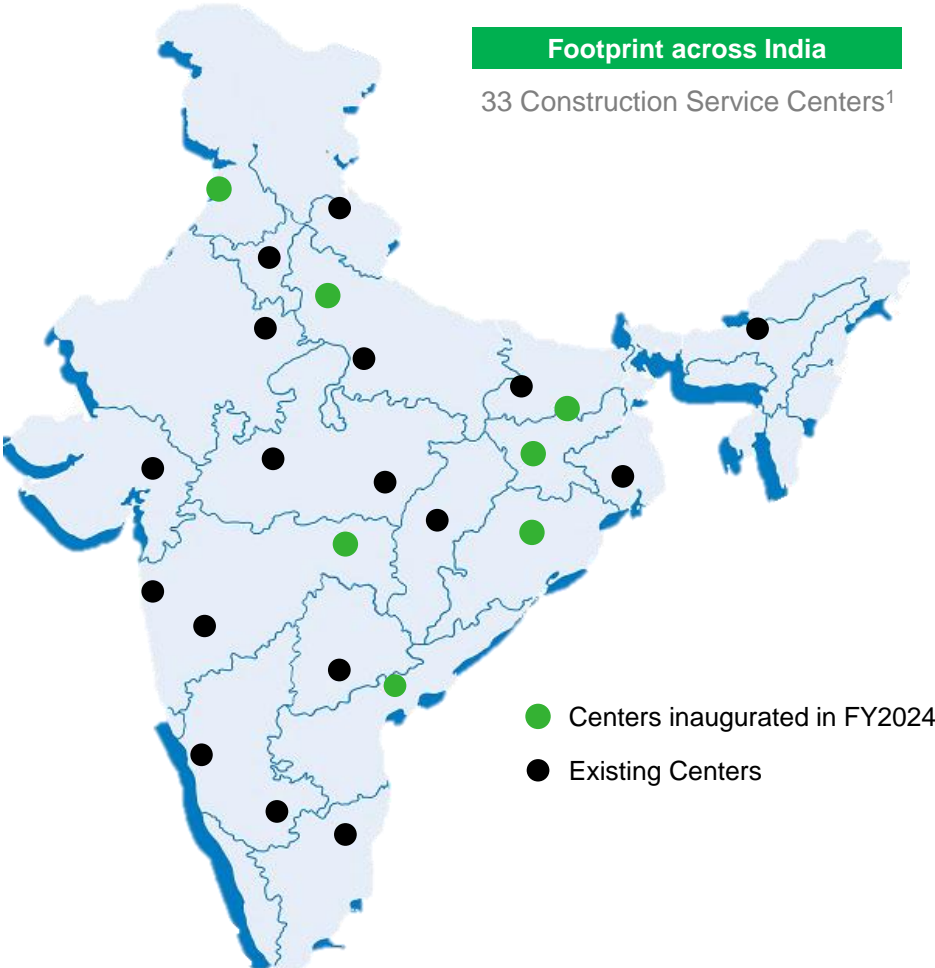 Footprint across India
33 Construction Service Centers¹
Centers inaugurated in FY2024
Existing Centers